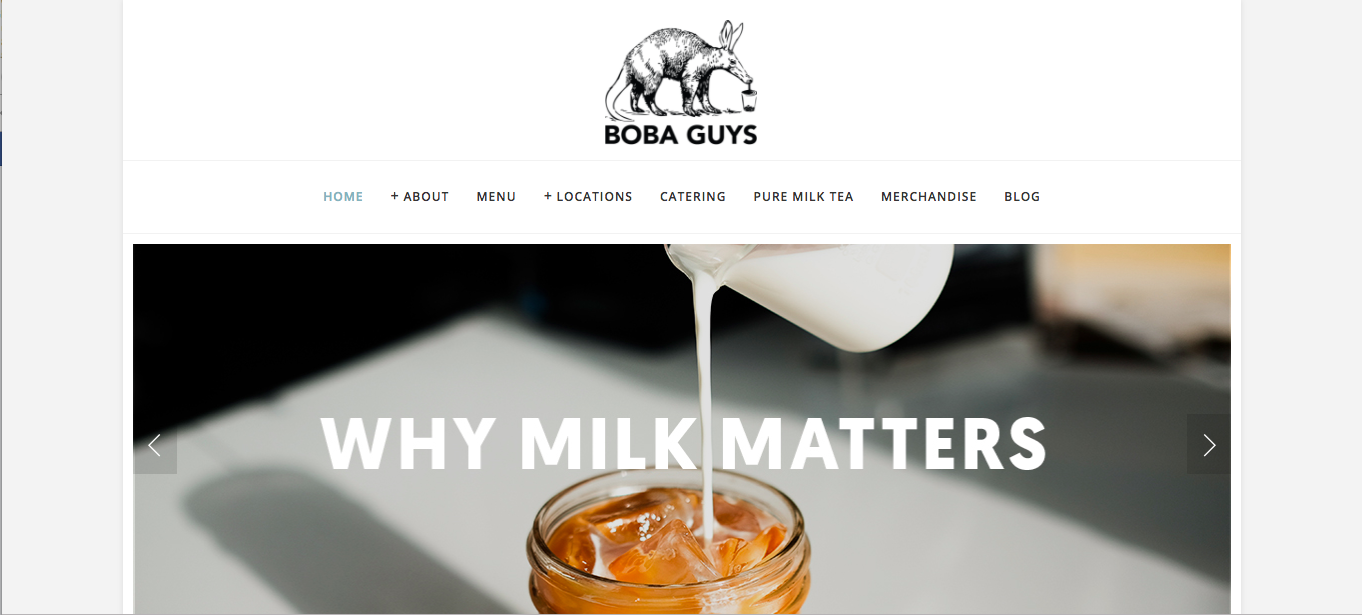 BOBA GUYS
HOME + ABOUT MENU + LOCATIONS CATERING PURE MILK TEA MERCHANDISE BLOG
WHY MILK MATTERS